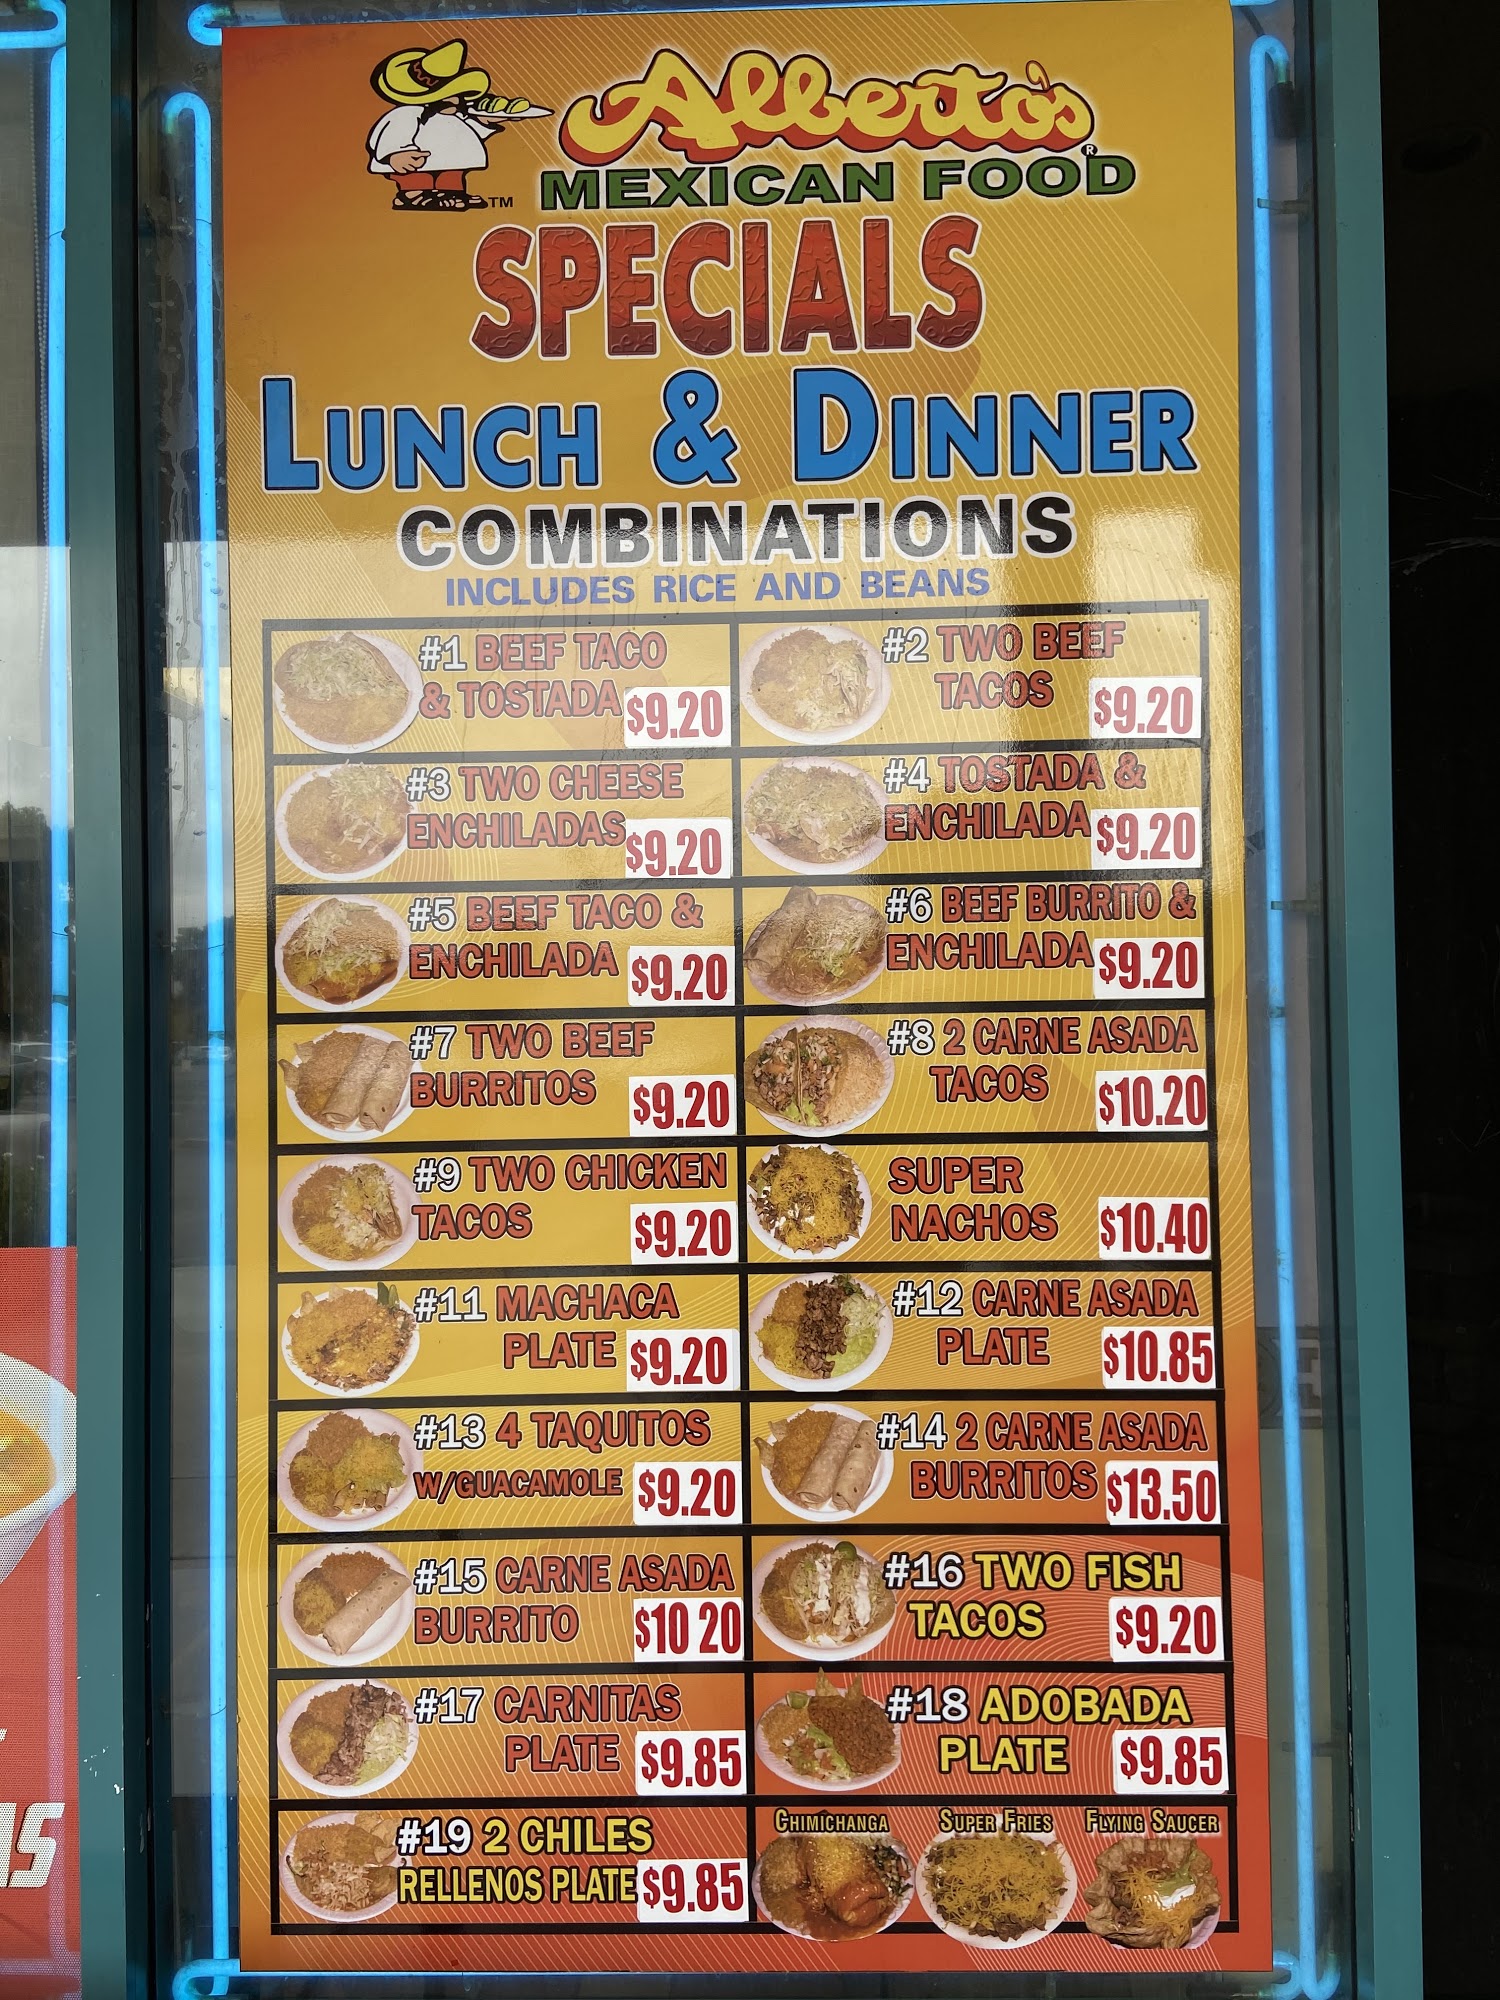 Alberto's ®
MEXICAN FOOD
TM
SPECIALS
LUNCH & DINNER
COMBINATIONS
INCLUDES RICE AND BEANS
#1 BEEF TACO
& TOSTADA $9.20
#2 TWO BEEF
TACOS $9.20
#3 TWO CHEESE
ENCHILADAS $9.20
#4 TOSTADA &
ENCHILADA $9.20
#5 BEEF TACO &
ENCHILADA $9.20
#6 BEEF BURRITO &
ENCHILADA $9.20
#7 TWO BEEF
BURRITOS $9.20
#8 2 CARNE ASADA
TACOS $10.20
#9 TWO CHICKEN
TACOS $9.20
SUPER
NACHOS $10.40
#11 MACHACA
PLATE $9.20
#12 CARNE ASADA
PLATE $10.85
#13 4 TAQUITOS
W/GUACAMOLE $9.20
#14 2 CARNE ASADA
BURRITOS $13.50
#15 CARNE ASADA
BURRITO $10 20
#16 TWO FISH
TACOS $9.20
#17 CARNITAS
PLATE $9.85
#18 ADOBADA
PLATE $9.85
#19 2 CHILES
RELLENOS PLATE $9.85
CHIMICHANGA
SUPER FRIES
FLYING SAUCER